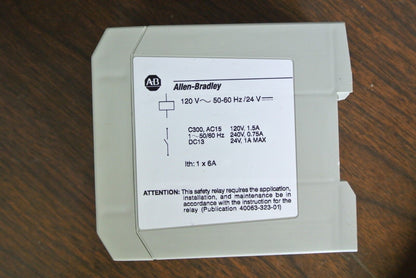 AB
Allen-Bradley
120 V~ 50-60 Hz/24 V⎓
C300, AC15 120V, 1.5A
1~50/60 Hz 240V, 0.75A
DC13 24V, 1A MAX
Ith: 1 x 6A
ATTENTION: This safety relay requires the application,
installation, and maintenance be in
accordance with the instruction for the
relay (Publication 40063-323-01)